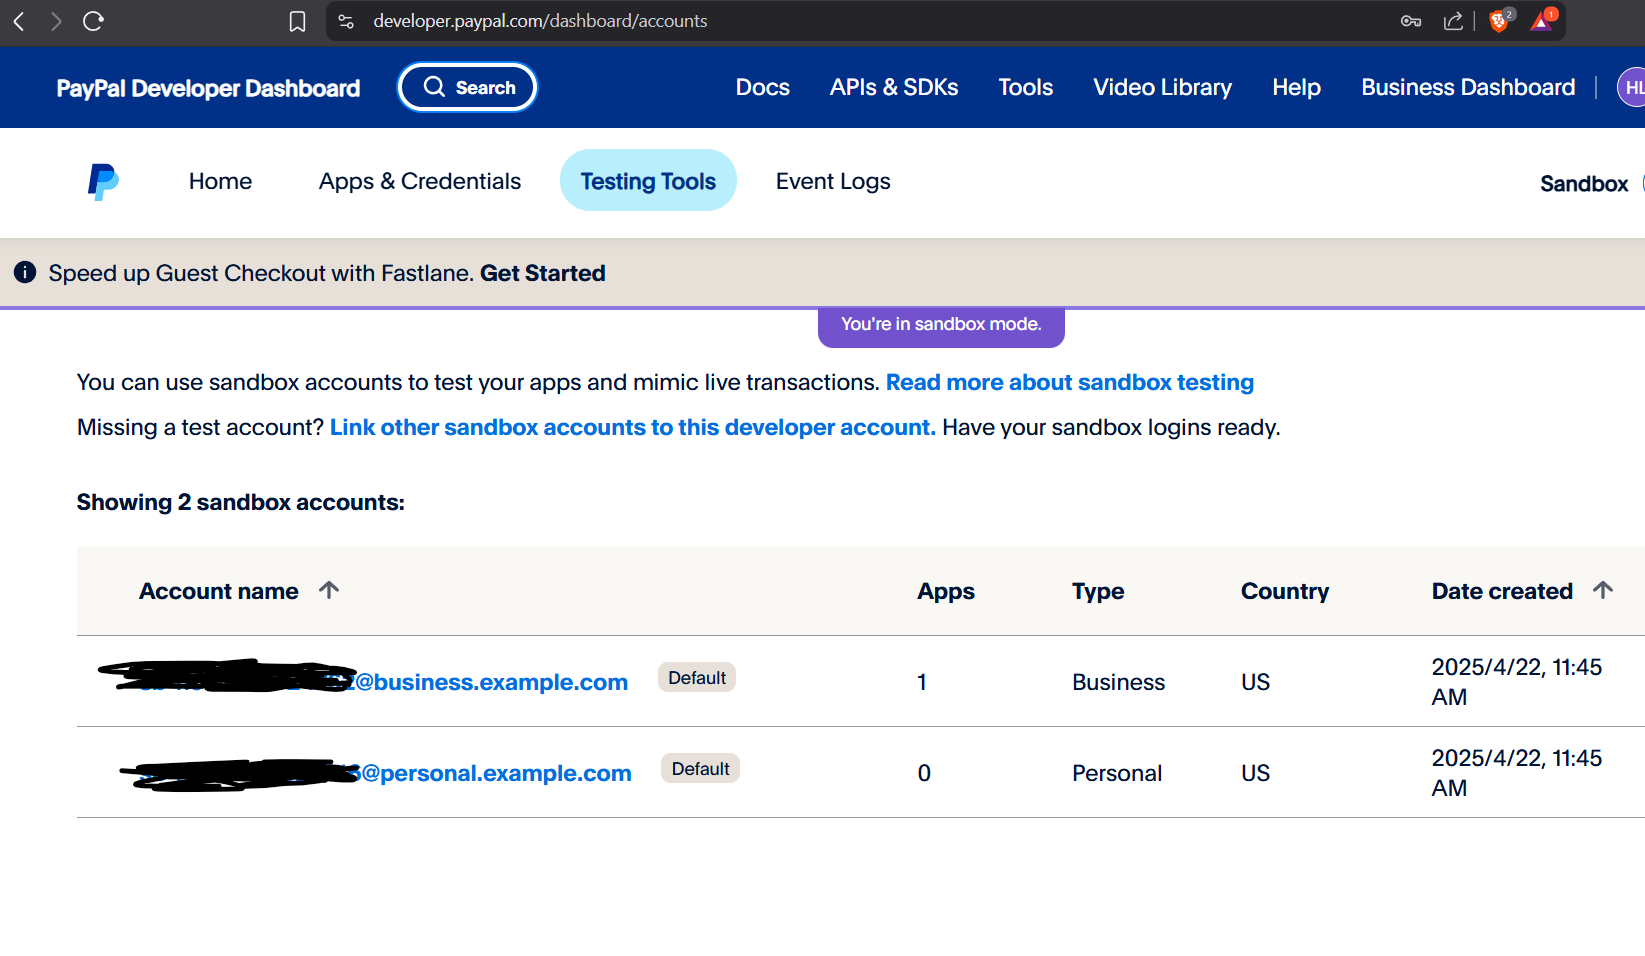 developer.paypal.com/dashboard/accounts
2
1
PayPal Developer Dashboard
Search
Docs
APIs & SDKs
Tools
Video Library
Help
Business Dashboard
HL
Home
Apps & Credentials
Testing Tools
Event Logs
Sandbox
Speed up Guest Checkout with Fastlane. Get Started
You're in sandbox mode.
You can use sandbox accounts to test your apps and mimic live transactions. Read more about sandbox testing
Missing a test account? Link other sandbox accounts to this developer account. Have your sandbox logins ready.
Showing 2 sandbox accounts:
Account name
Apps
Type
Country
Date created
@business.example.com
Default
1
Business
US
2025/4/22, 11:45
AM
@personal.example.com
Default
0
Personal
US
2025/4/22, 11:45
AM